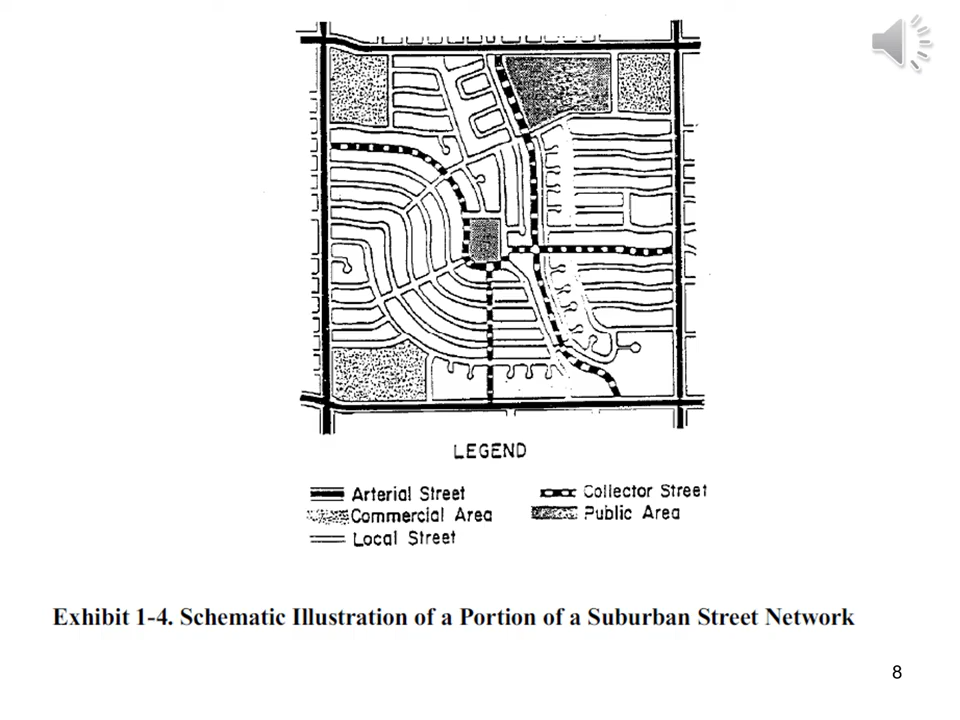 LEGEND
Arterial Street
Collector Street
Commercial Area
Public Area
Local Street
Exhibit 1-4. Schematic Illustration of a Portion of a Suburban Street Network
8